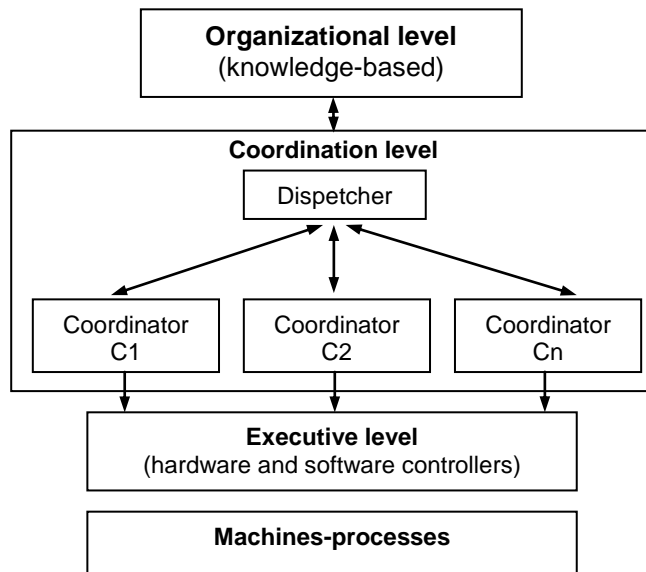 Organizational level
(knowledge-based)
Coordination level
Dispetcher
Coordinator
C1
Coordinator
C2
Coordinator
Cn
Executive level
(hardware and software controllers)
Machines-processes